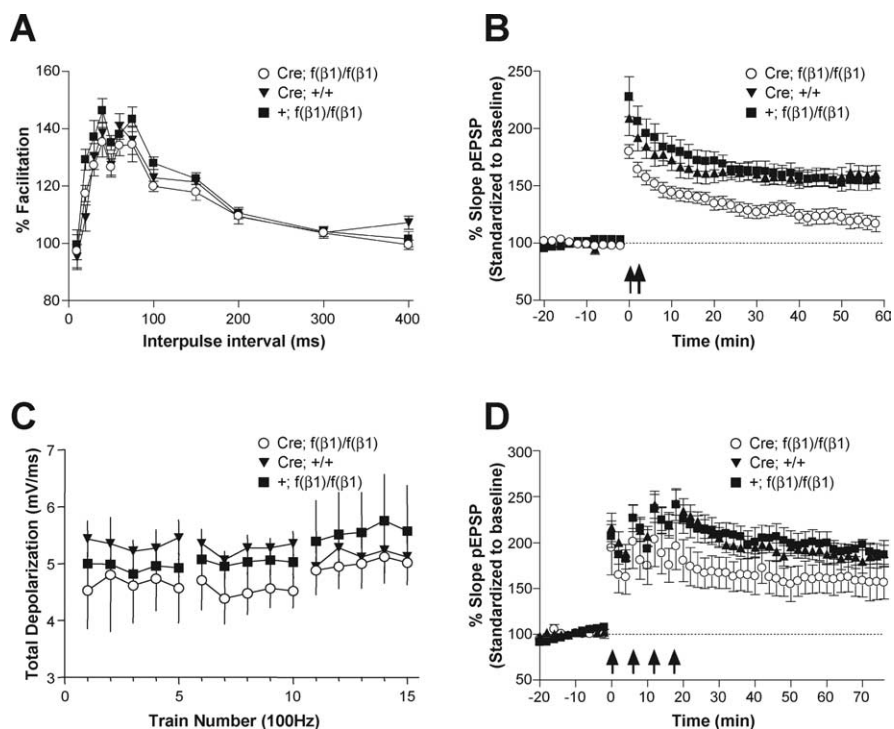 A
Cre; f(β1)/f(β1)
Cre; +/+
+; f(β1)/f(β1)
160
140
120
100
80
% Facilitation
0
100
200
300
400
Interpulse interval (ms)
B
Cre; f(β1)/f(β1)
Cre; +/+
+; f(β1)/f(β1)
250
200
150
100
50
% Slope pEPSP
(Standardized to baseline)
-20
-10
0
10
20
30
40
50
60
Time (min)
C
Cre; f(β1)/f(β1)
Cre; +/+
+; f(β1)/f(β1)
7
6
5
4
3
Total Depolarization (mV/ms)
0
5
10
15
Train Number (100Hz)
D
Cre; f(β1)/f(β1)
Cre; +/+
+; f(β1)/f(β1)
300
250
200
150
100
50
% Slope pEPSP
(Standardized to baseline)
-20
-10
0
10
20
30
40
50
60
70
Time (min)